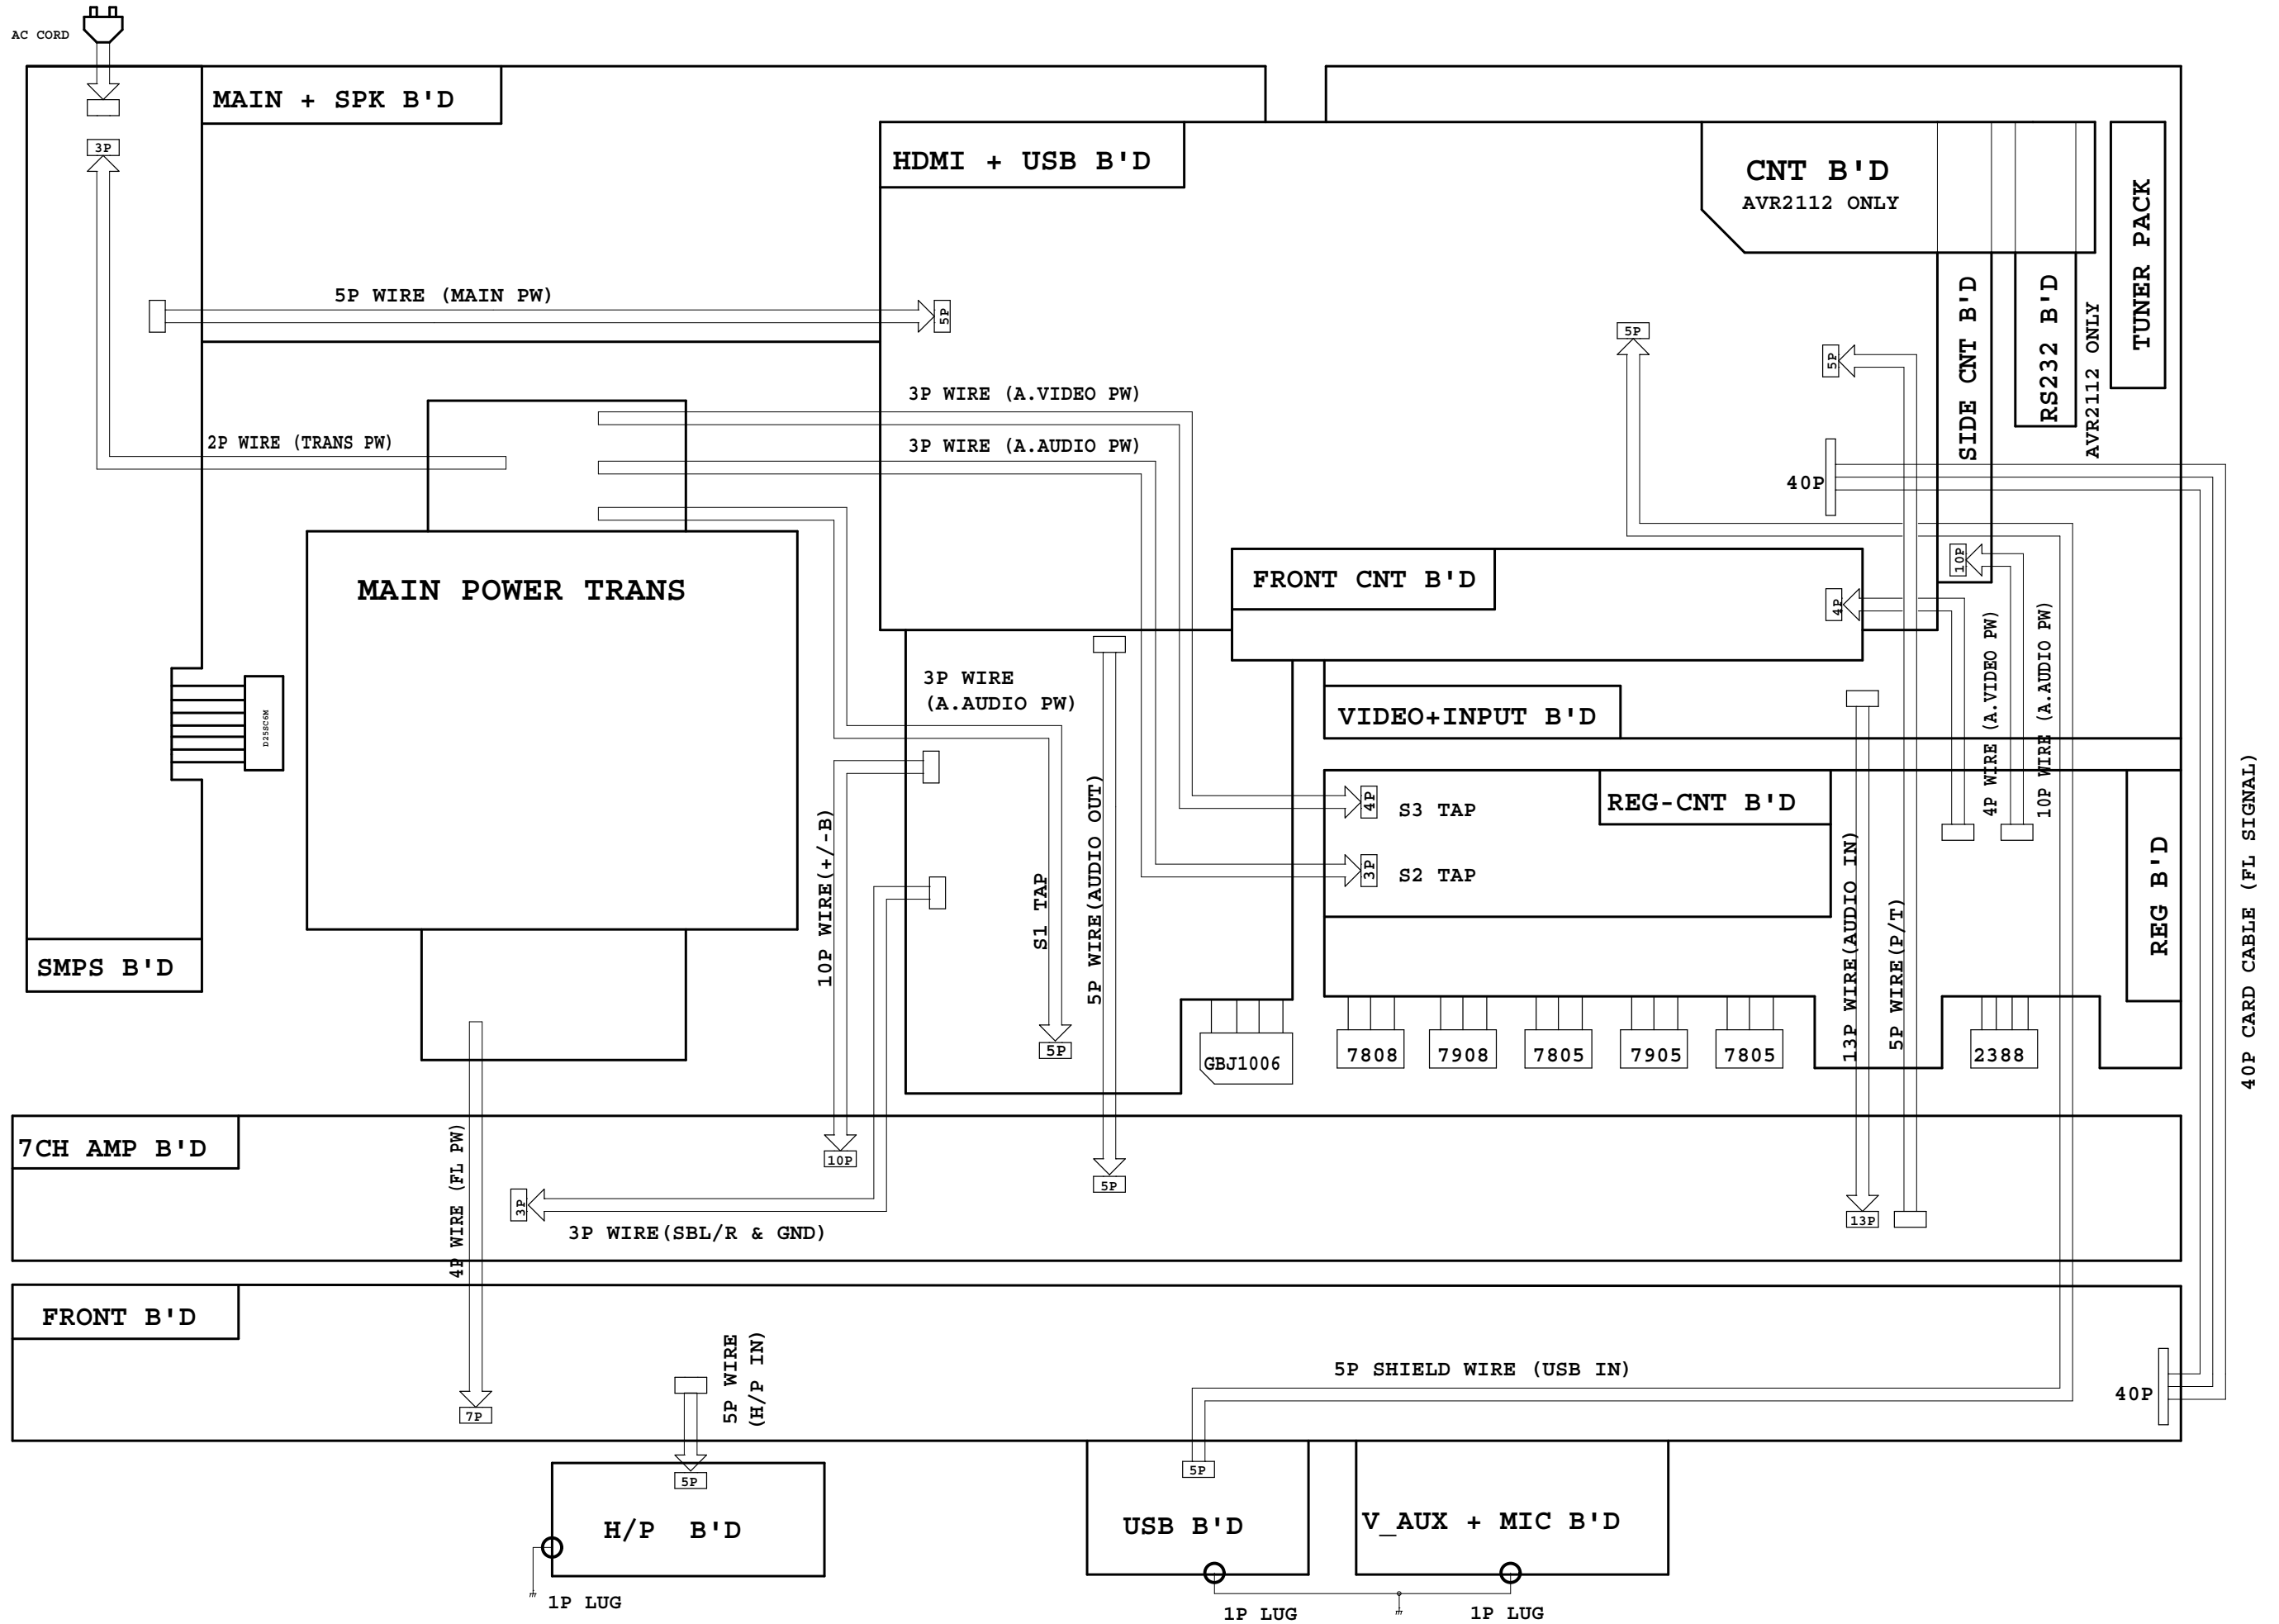 AC CORD
MAIN + SPK B'D
3P
HDMI + USB B'D
CNT B'D
AVR2112 ONLY
TUNER PACK
SIDE CNT B'D
RS232 B'D
AVR2112 ONLY
5P WIRE (MAIN PW)
5P
5P
5P
3P WIRE (A.VIDEO PW)
2P WIRE (TRANS PW)
3P WIRE (A.AUDIO PW)
40P
MAIN POWER TRANS
FRONT CNT B'D
10P
4P
4P WIRE (A.VIDEO PW)
10P WIRE (A.AUDIO PW)
3P WIRE
(A.AUDIO PW)
D25SC6M
VIDEO+INPUT B'D
4P
S3 TAP
REG-CNT B'D
3P
S2 TAP
10P WIRE(+/-B)
S1 TAP
5P WIRE(AUDIO OUT)
13P WIRE(AUDIO IN)
5P WIRE(P/T)
REG B'D
40P CARD CABLE (FL SIGNAL)
SMPS B'D
5P
GBJ1006
7808
7908
7805
7905
7805
2388
7CH AMP B'D
4P WIRE (FL PW)
10P
5P
3P
3P WIRE(SBL/R & GND)
13P
FRONT B'D
5P WIRE
(H/P IN)
5P SHIELD WIRE (USB IN)
40P
7P
5P
5P
H/P B'D
USB B'D
V_AUX + MIC B'D
1P LUG
1P LUG
1P LUG